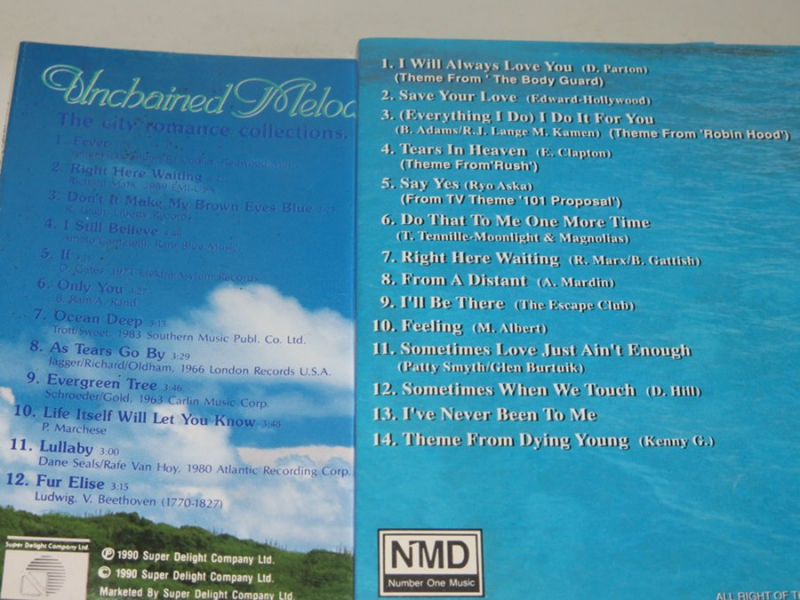 Unchained Melod
The city romance collections.
1. Fever
2. Right Here Waiting
3. Don't It Make My Brown Eyes Blue
4. I Still Believe
5. If
6. Only You
7. Ocean Deep 5:13
Trott/Sweet, 1983 Southern Music Publ. Co. Ltd.
8. As Tears Go By 3:29
Jagger/Richard/Oldham, 1966 London Records U.S.A.
9. Evergreen Tree 3:46
Schroeder/Gold, 1963 Carlin Music Corp.
10. Life Itself Will Let You Know 3:48
P. Marchese
11. Lullaby 3:00
Dane Seals/Rafe Van Hoy, 1980 Atlantic Recording Corp.
12. Fur Elise 3.15
Ludwig. V. Beethoven (1770-1827)
Super Delight Company Ltd.
Ⓟ 1990 Super Delight Company Ltd.
© 1990 Super Delight Company Ltd.
Marketed By Super Delight Company Ltd.
1. I Will Always Love You (D. Parton)
(Theme From ' The Body Guard)
2. Save Your Love (Edward-Hollywood)
3. (Everything I Do) I Do It For You
(B. Adams/R.J. Lange M. Kamen) (Theme From 'Robin Hood')
4. Tears In Heaven (E. Clapton)
(Theme From'Rush')
5. Say Yes (Ryo Aska)
(From TV Theme '101 Proposal')
6. Do That To Me One More Time
(T. Tennille-Moonlight & Magnolias)
7. Right Here Waiting (R. Marx/B. Gattish)
8. From A Distant (A. Mardin)
9. I'll Be There (The Escape Club)
10. Feeling (M. Albert)
11. Sometimes Love Just Ain't Enough
(Patty Smyth/Glen Burtuik)
12. Sometimes When We Touch (D. Hill)
13. I've Never Been To Me
14. Theme From Dying Young (Kenny G.)
NMD
Number One Music
ALL RIGHT OF TH